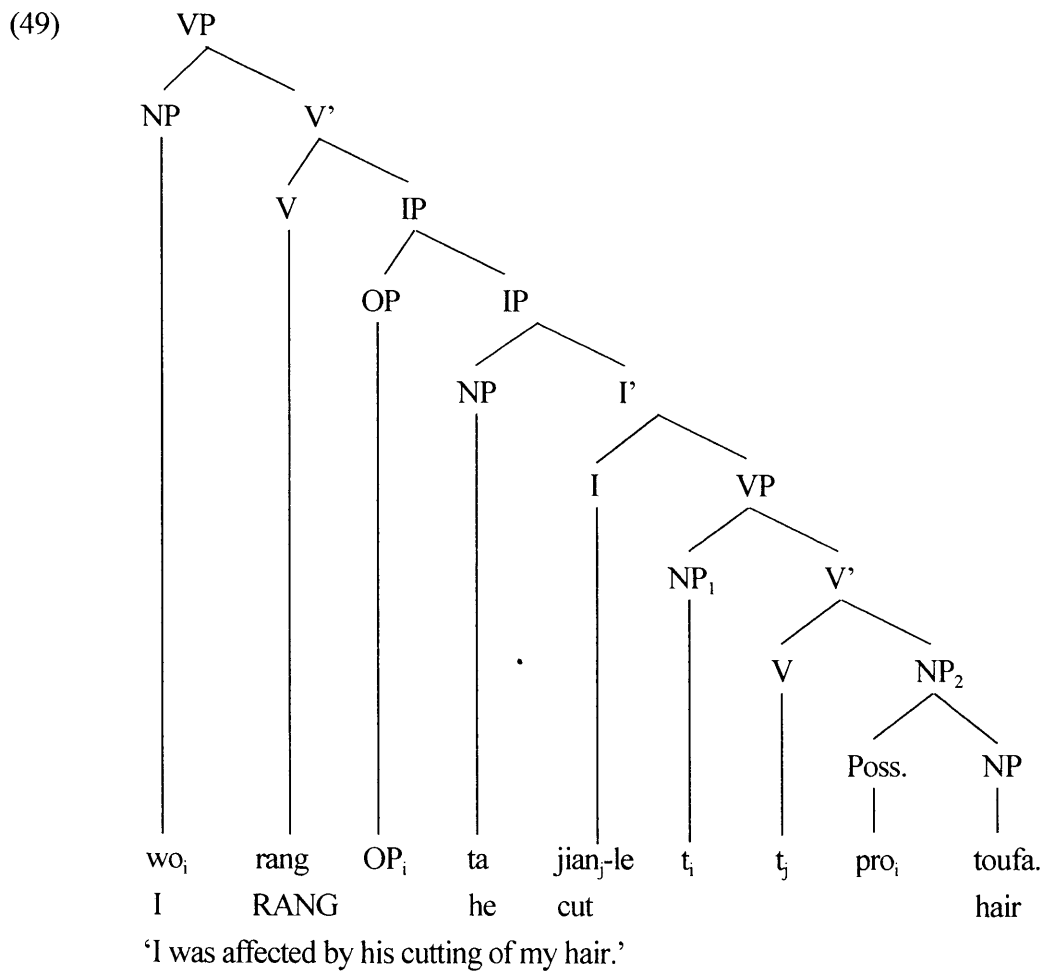 (49) VP
NP V’
V IP
OP IP
NP I’
I VP
NP₁ V’
V NP₂
Poss. NP
woᵢ rang OPᵢ ta jianⱼ-le tᵢ tⱼ proᵢ toufa.
I RANG he cut hair
‘I was affected by his cutting of my hair.’